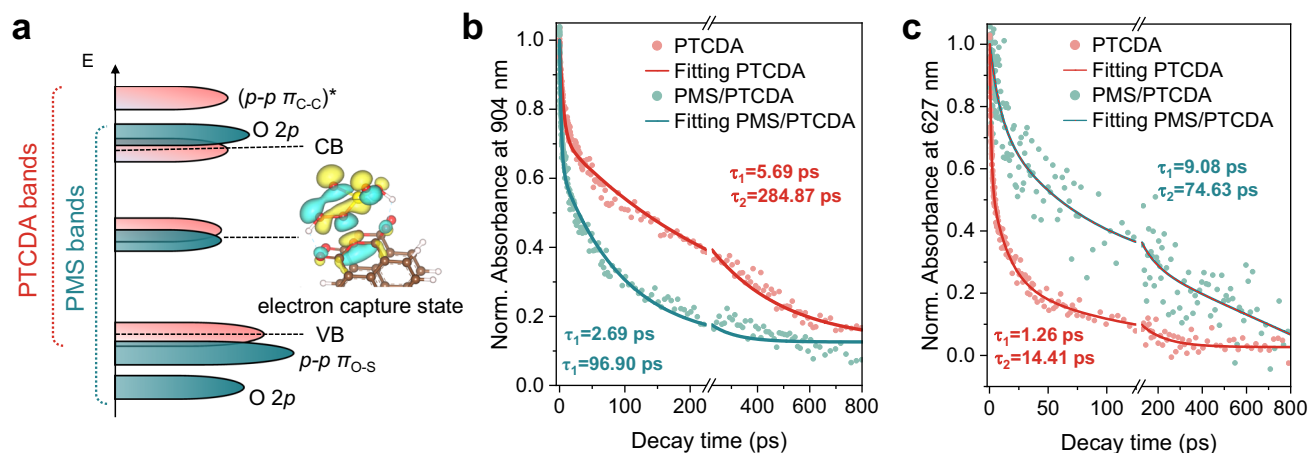 a
E
PTCDA bands
PMS bands
(p-p πC-C)*
O 2p
CB
electron capture state
VB
p-p πO-S
O 2p
b
Norm. Absorbance at 904 nm
1.0
0.8
0.6
0.4
0.2
0.0
PTCDA
Fitting PTCDA
PMS/PTCDA
Fitting PMS/PTCDA
τ1=5.69 ps
τ2=284.87 ps
τ1=2.69 ps
τ1=96.90 ps
0 100 200 400 600 800
Decay time (ps)
c
Norm. Absorbance at 627 nm
1.0
0.8
0.6
0.4
0.2
0.0
PTCDA
Fitting PTCDA
PMS/PTCDA
Fitting PMS/PTCDA
τ1=9.08 ps
τ2=74.63 ps
τ1=1.26 ps
τ2=14.41 ps
0 50 100 200 400 600 800
Decay time (ps)